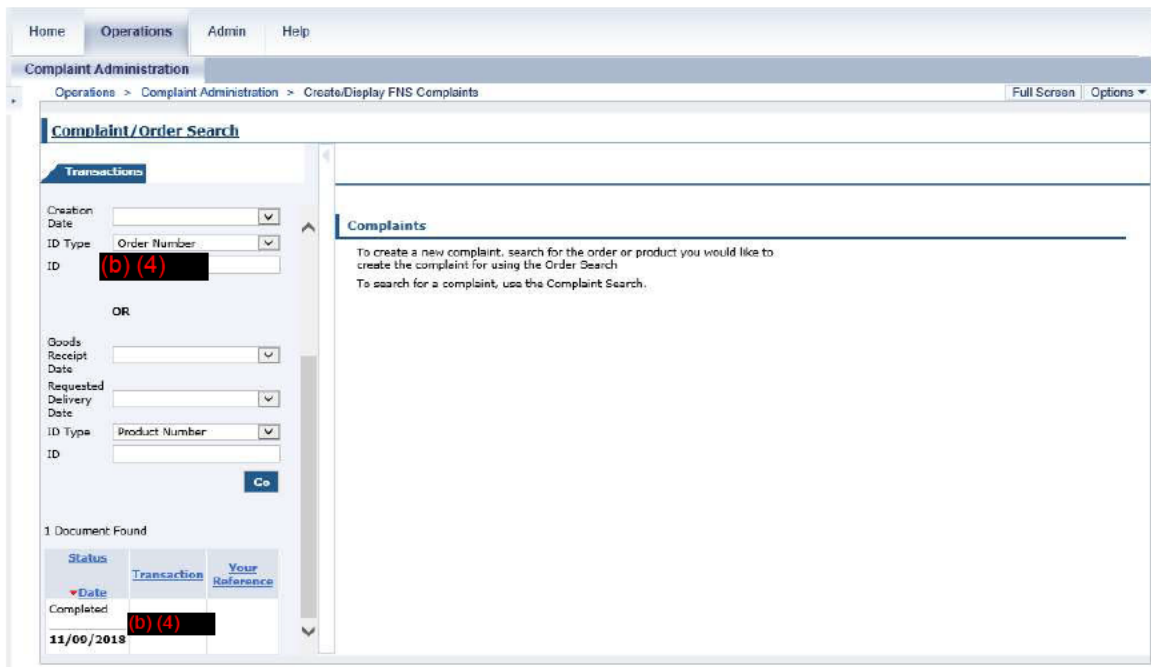 Home Operations Admin Help
Complaint Administration
Operations > Complaint Administration > Create/Display FNS Complaints Full Screen Options
Complaint/Order Search
Transactions
Creation
Date
ID Type Order Number
ID (b) (4)
OR
Goods
Receipt
Date
Requested
Delivery
Date
ID Type Product Number
ID
Go
1 Document Found
Status
Date
Transaction
Your
Reference
Completed
11/09/2018
(b) (4)
Complaints
To create a new complaint, search for the order or product you would like to
create the complaint for using the Order Search
To search for a complaint, use the Complaint Search.